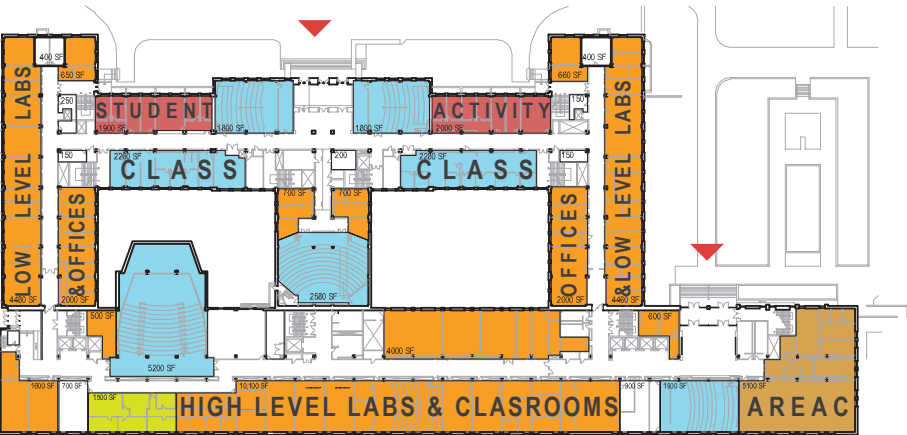 400 SF
400 SF
650 SF
660 SF
250
150
STUDENT
ACTIVITY
1900 SF
1800 SF
1800 SF
2000 SF
150
2260 SF
200
2280 SF
150
CLASS
CLASS
700 SF
700 SF
LOW LEVEL LABS
&OFFICES
OFFICES
&LOW LEVEL LABS
4480 SF
2000 SF
2580 SF
2000 SF
4460 SF
500 SF
600 SF
4000 SF
5200 SF
1600 SF
700 SF
10,100 SF
900 SF
1900 SF
5100 SF
1500 SF
HIGH LEVEL LABS & CLASROOMS
AREAC